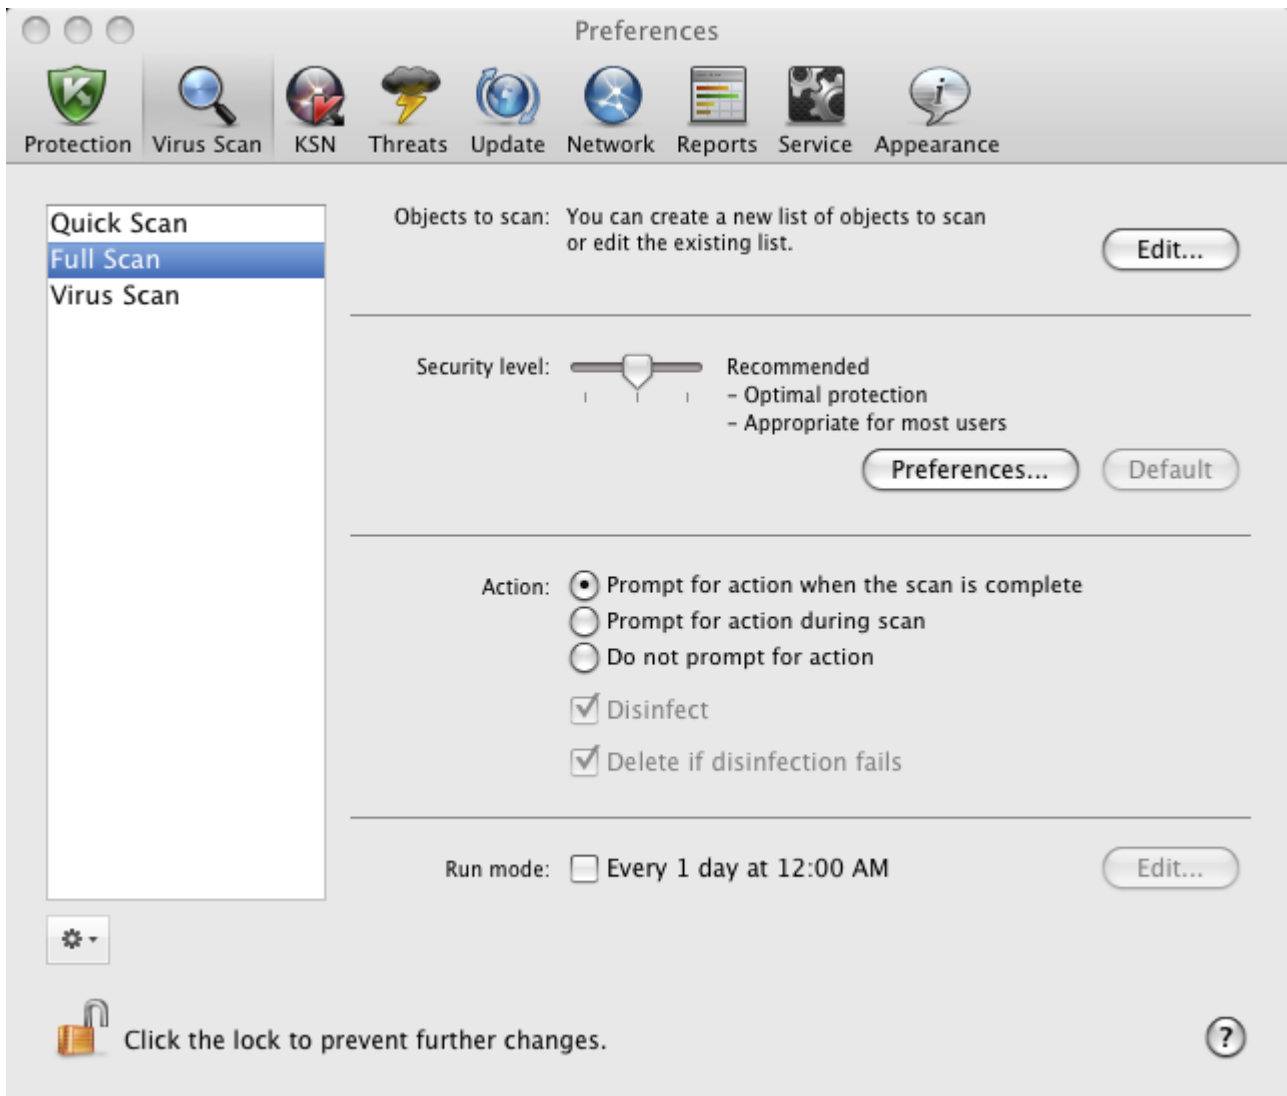 Preferences
Protection Virus Scan KSN Threats Update Network Reports Service Appearance
Quick Scan
Full Scan
Virus Scan
Objects to scan: You can create a new list of objects to scan
or edit the existing list.
Edit...
Security level: Recommended
– Optimal protection
– Appropriate for most users
Preferences... Default
Action: Prompt for action when the scan is complete
Prompt for action during scan
Do not prompt for action
Disinfect
Delete if disinfection fails
Run mode: Every 1 day at 12:00 AM Edit...
Click the lock to prevent further changes. ?